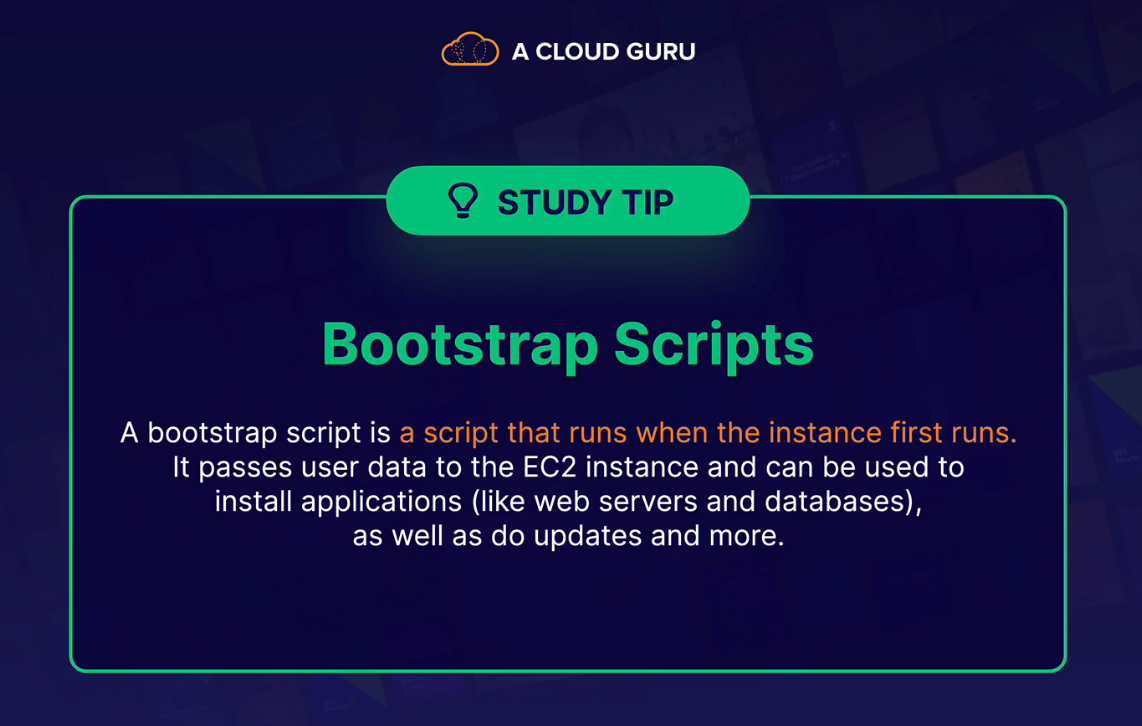 A CLOUD GURU
STUDY TIP
Bootstrap Scripts
A bootstrap script is a script that runs when the instance first runs.
It passes user data to the EC2 instance and can be used to
install applications (like web servers and databases),
as well as do updates and more.